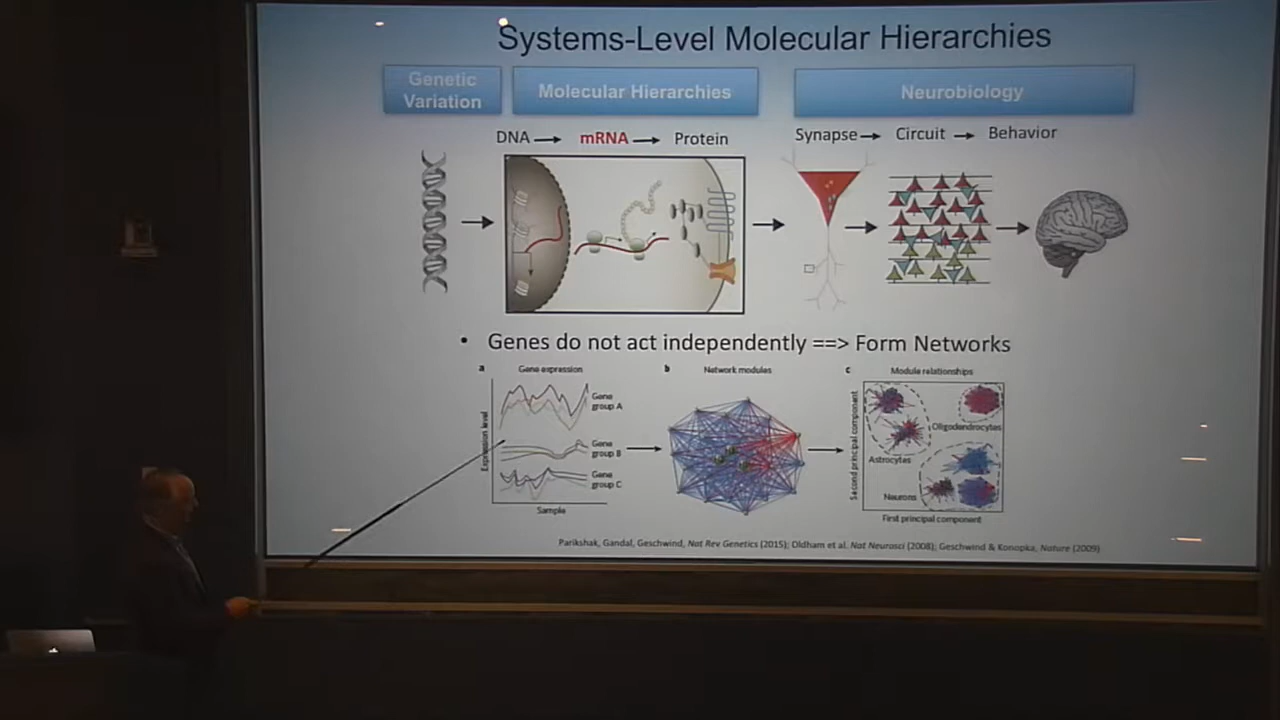 Systems-Level Molecular Hierarchies
Genetic
Variation
Molecular Hierarchies
Neurobiology
DNA → mRNA → Protein
Synapse → Circuit → Behavior
• Genes do not act independently ==> Form Networks
a Gene expression
b Network modules
c Module relationships
Expression level
Gene
group A
Gene
group B
Gene
group C
Sample
Second principal component
Oligodendrocytes
Astrocytes
Neurons
First principal component
Parikshak, Gandal, Geschwind, Nat Rev Genetics (2015); Oldham et al. Nat Neurosci (2008); Geschwind & Konopka, Nature (2009)